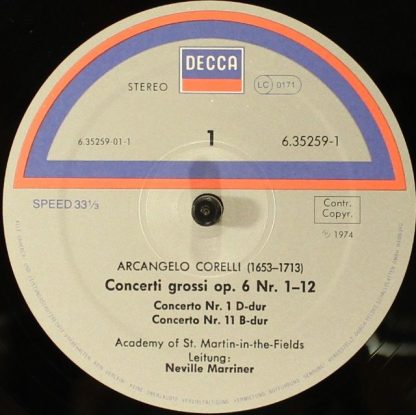 DECCA
STEREO
LC 0171
6.35259-01-1
1
6.35259-1
SPEED 33⅓
Contr.
Copyr.
℗ 1974
ARCANGELO CORELLI (1653–1713)
Concerti grossi op. 6 Nr. 1–12
Concerto Nr. 1 D-dur
Concerto Nr. 11 B-dur
Academy of St. Martin-in-the-Fields
Leitung:
Neville Marriner